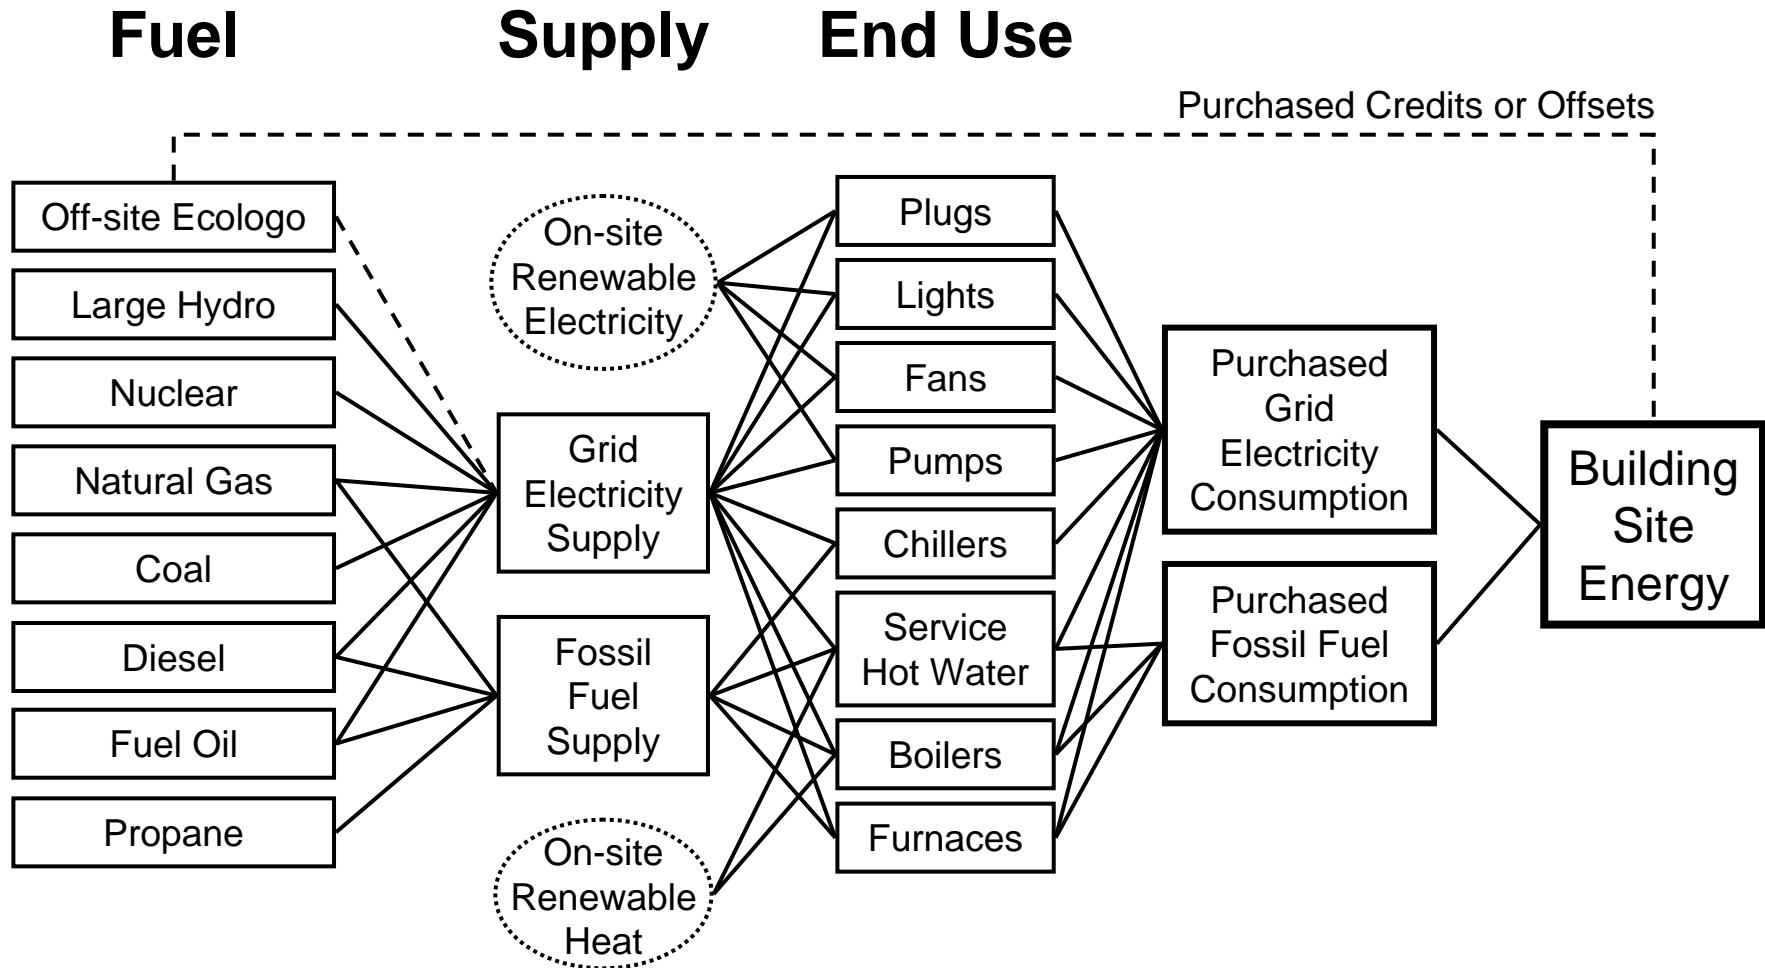 Fuel
Supply
End Use
Purchased Credits or Offsets
Off-site Ecologo
Large Hydro
Nuclear
Natural Gas
Coal
Diesel
Fuel Oil
Propane
On-site
Renewable
Electricity
Grid
Electricity
Supply
Fossil
Fuel
Supply
On-site
Renewable
Heat
Plugs
Lights
Fans
Pumps
Chillers
Service
Hot Water
Boilers
Furnaces
Purchased
Grid
Electricity
Consumption
Purchased
Fossil Fuel
Consumption
Building
Site
Energy